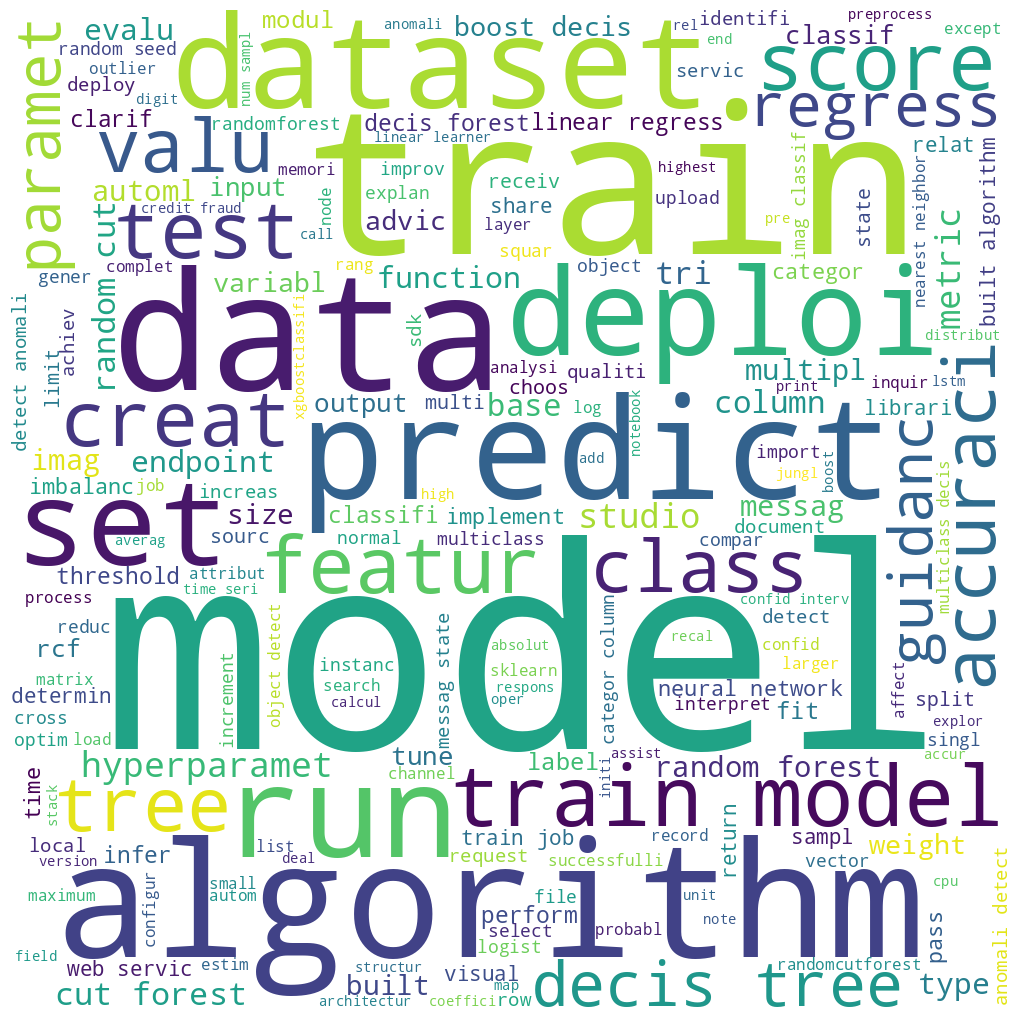 modul
anomali
boost decis
rel
identifi
preprocess
evalu
dataset
end
classif
except
random seed
num sampl
score
outlier
servic
deploy
digit
paramet
regress
clarif
randomforest
decis forest
linear regress
linear learner
valu
train
relat
memori
improv
highest
imag classif
nearest neighbor
built algorithm
automl
input
explan
receiv
upload
node
credit fraud
share
state
advic
layer
pre
test
call
squar
metric
random cut
complet
rang
object
tri
categor
gener
variabl
function
data
deploi
distribut
detect anomali
limit
achiev
sdk
xgboostclassifi
analysi
qualiti
multipl
inquir
lstm
choos
print
creat
output
multi
base
log
notebook
column
librari
accuraci
predict
guidanc
imag
endpoint
add
import
boost
jungl
multiclass decis
imbalanc
job
increas
high
set
size
classifi
implement
studio
messag
document
averag
sourc
normal
multiclass
compar
featur
class
threshold
attribut
time seri
process
confid interv
detect
reduc
object detect
messag state
absolut
categor column
recal
confid
rcf
instanc
sklearn
larger
matrix
search
respons
neural network
affect
split
determin
calcul
oper
interpret
fit
model
cross
increment
explor
optim
load
singl
tune
label
assist
accur
hyperparamet
channel
initi
random forest
time
stack
tree
run
train model
local
list
train job
record
return
sampl
weight
version
infer
deal
request
successfulli
vector
algorithm
small
cpu
maximum
autom
configur
file
unit
anomali detect
perform
note
select
probabl
pass
logist
field
web servic
estim
structur
visual
map
randomcutforest
cut forest
built
row
decis tree
type
architectur
coeffici